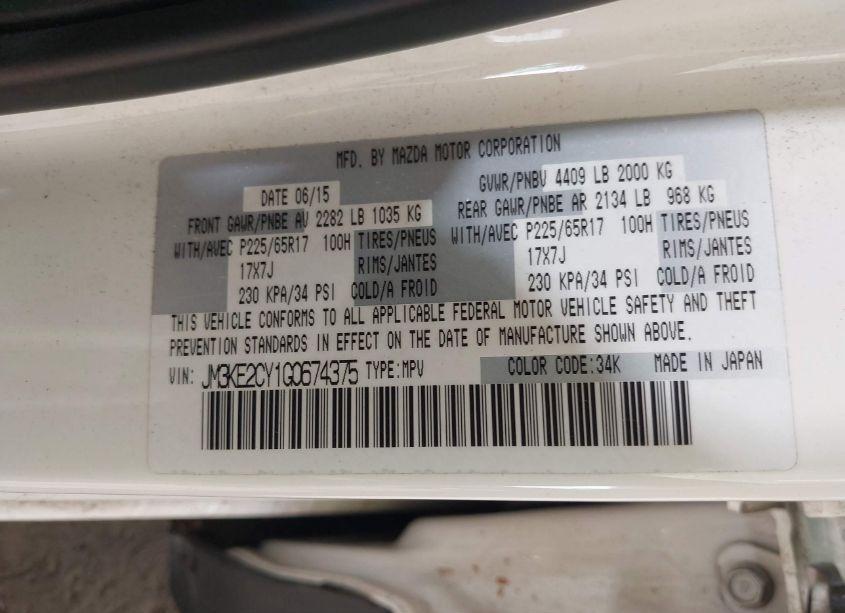 MFD. BY MAZDA MOTOR CORPORATION
DATE 06/15 GVWR/PNBV 4409 LB 2000 KG
FRONT GAWR/PNBE AV 2282 LB 1035 KG REAR GAWR/PNBE AR 2134 LB 968 KG
WITH/AVEC P225/65R17 100H TIRES/PNEUS WITH/AVEC P225/65R17 100H TIRES/PNEUS
17X7J RIMS/JANTES 17X7J RIMS/JANTES
230 KPA/34 PSI COLD/A FROID 230 KPA/34 PSI COLD/A FROID
THIS VEHICLE CONFORMS TO ALL APPLICABLE FEDERAL MOTOR VEHICLE SAFETY AND THEFT
PREVENTION STANDARDS IN EFFECT ON THE DATE OF MANUFACTURE SHOWN ABOVE.
VIN: JM3KE2CY1G0674375 TYPE:MPV COLOR CODE:34K MADE IN JAPAN